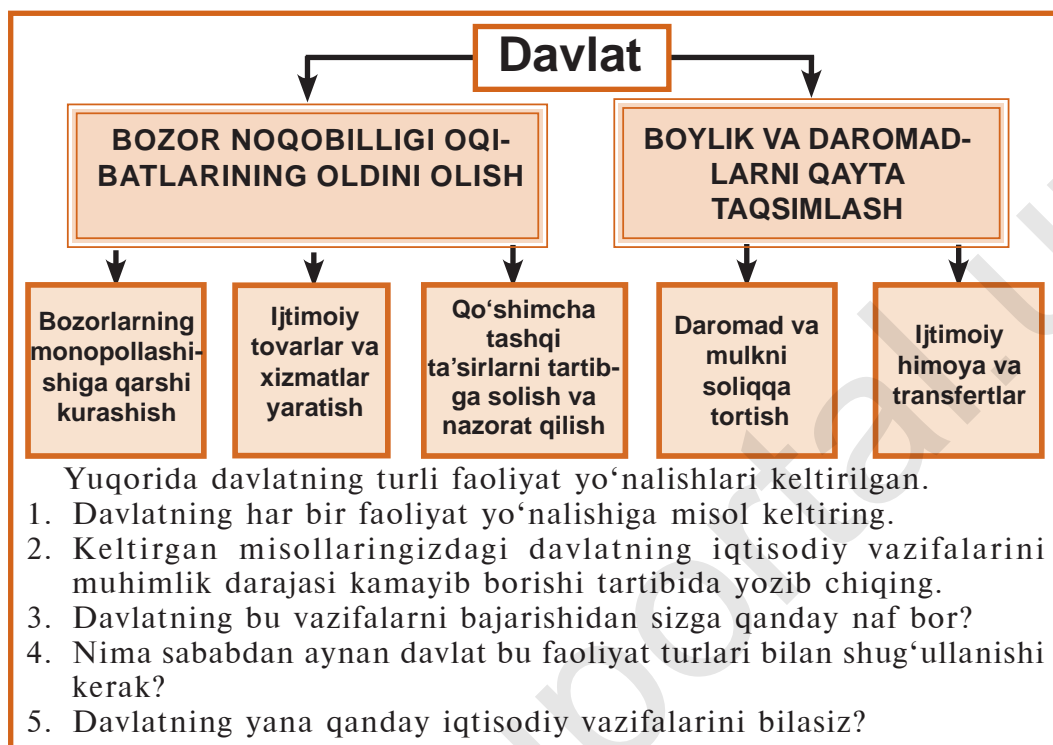 Davlat
BOZOR NOQOBILLIGI OQI-
BATLARINING OLDINI OLISH
BOYLIK VA DAROMAD-
LARNI QAYTA
TAQSIMLASH
Bozorlarning
monopollashi-
shiga qarshi
kurashish
Ijtimoiy
tovarlar va
xizmatlar
yaratish
Qo‘shimcha
tashqi
ta’sirlarni tartib-
ga solish va
nazorat qilish
Daromad va
mulkni
soliqqa
tortish
Ijtimoiy
himoya va
transfertlar
Yuqorida davlatning turli faoliyat yo‘nalishlari keltirilgan.
1. Davlatning har bir faoliyat yo‘nalishiga misol keltiring.
2. Keltirgan misollaringizdagi davlatning iqtisodiy vazifalarini
muhimlik darajasi kamayib borishi tartibida yozib chiqing.
3. Davlatning bu vazifalarni bajarishidan sizga qanday naf bor?
4. Nima sababdan aynan davlat bu faoliyat turlari bilan shug‘ullanishi
kerak?
5. Davlatning yana qanday iqtisodiy vazifalarini bilasiz?